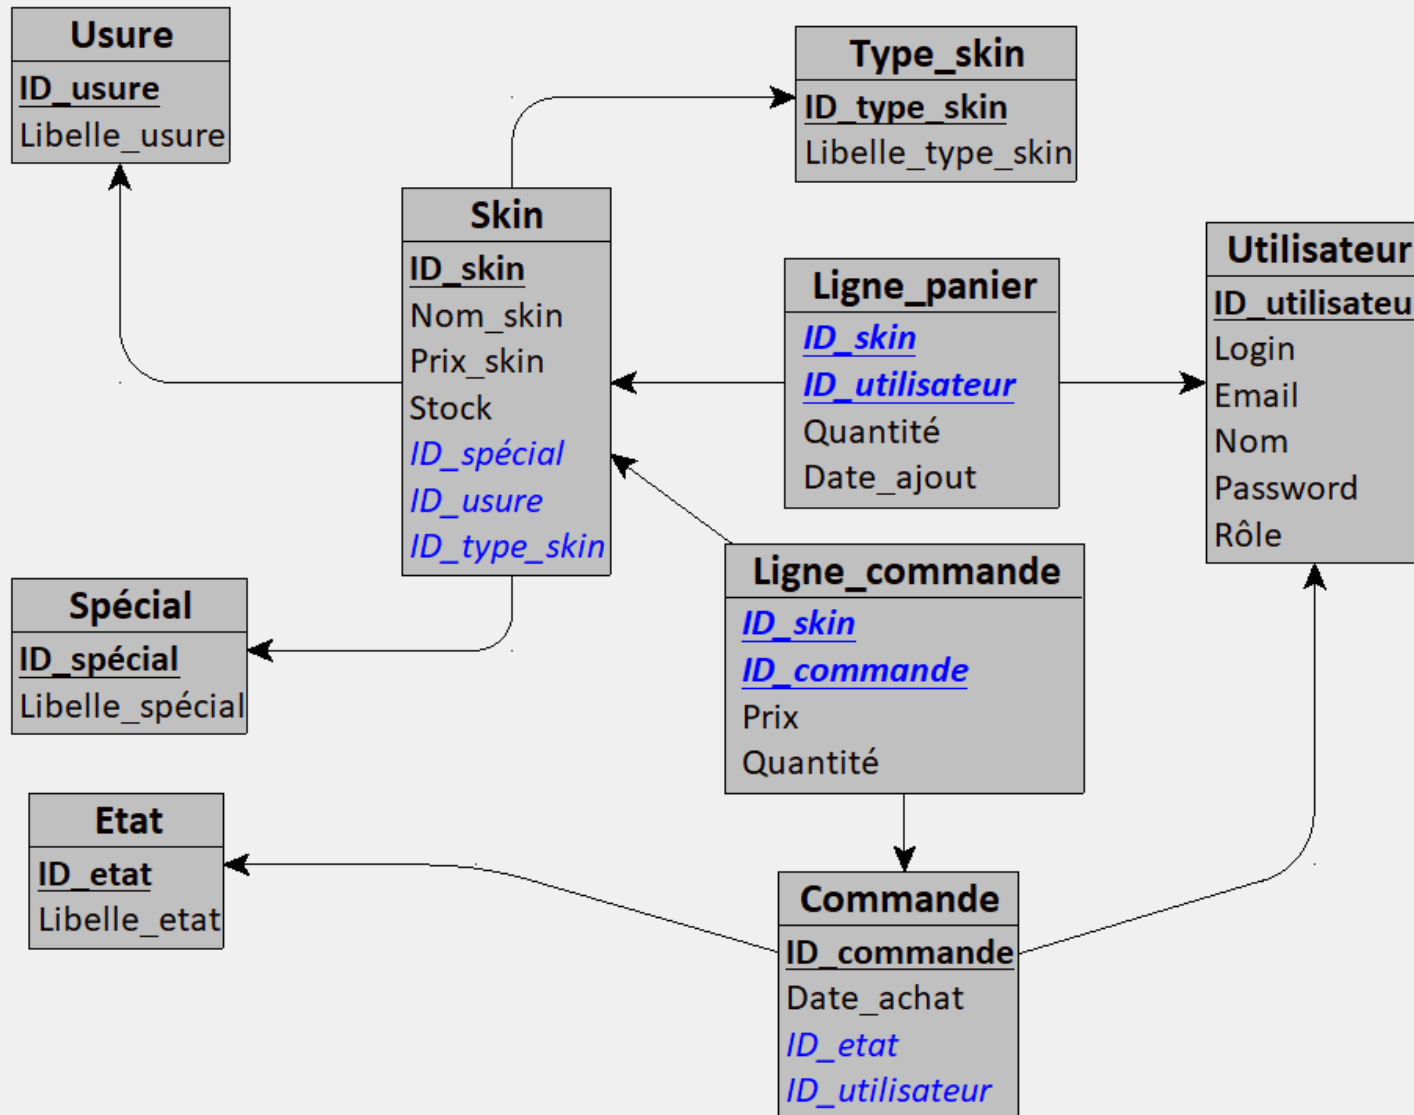 Usure
ID_usure
Libelle_usure
Type_skin
ID_type_skin
Libelle_type_skin
Skin
ID_skin
Nom_skin
Prix_skin
Stock
ID_spécial
ID_usure
ID_type_skin
Ligne_panier
ID_skin
ID_utilisateur
Quantité
Date_ajout
Utilisateur
ID_utilisateu
Login
Email
Nom
Password
Rôle
Spécial
ID_spécial
Libelle_spécial
Ligne_commande
ID_skin
ID_commande
Prix
Quantité
Etat
ID_etat
Libelle_etat
Commande
ID_commande
Date_achat
ID_etat
ID_utilisateur